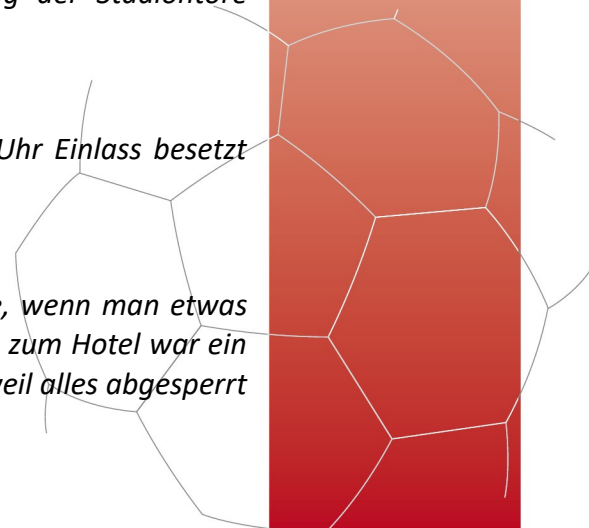 der Stadiontore
Uhr Einlass besetzt
, wenn man etwas
zum Hotel war ein
weil alles abgesperrt